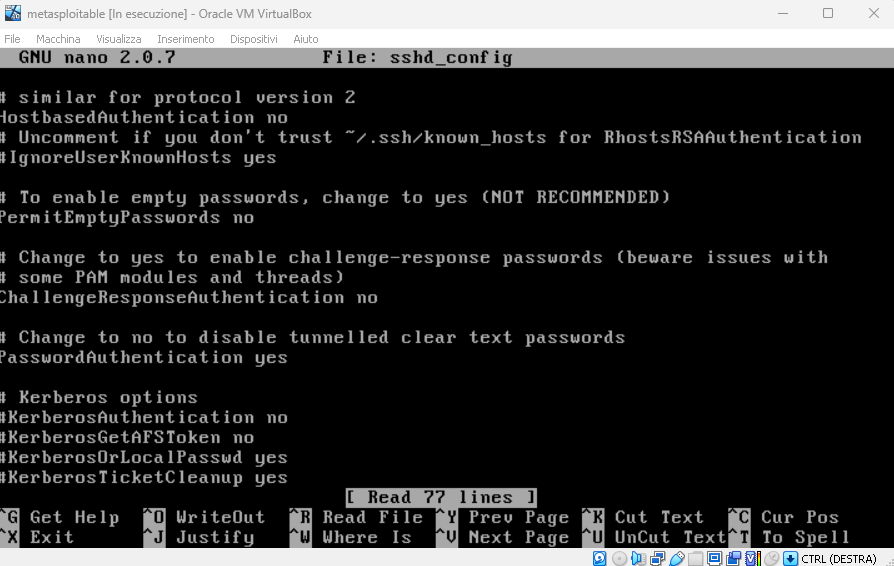 metasploitable [In esecuzione] - Oracle VM VirtualBox
File Macchina Visualizza Inserimento Dispositivi Aiuto
GNU nano 2.0.7 File: sshd_config
# similar for protocol version 2
HostbasedAuthentication no
# Uncomment if you don't trust ~/.ssh/known_hosts for RhostsRSAAuthentication
#IgnoreUserKnownHosts yes
# To enable empty passwords, change to yes (NOT RECOMMENDED)
PermitEmptyPasswords no
# Change to yes to enable challenge-response passwords (beware issues with
# some PAM modules and threads)
ChallengeResponseAuthentication no
# Change to no to disable tunnelled clear text passwords
PasswordAuthentication yes
# Kerberos options
#KerberosAuthentication no
#KerberosGetAFSToken no
#KerberosOrLocalPasswd yes
#KerberosTicketCleanup yes
[ Read 77 lines ]
^G Get Help ^O WriteOut ^R Read File ^Y Prev Page ^K Cut Text ^C Cur Pos
^X Exit ^J Justify ^W Where Is ^V Next Page ^U UnCut Text ^T To Spell
CTRL (DESTRA)